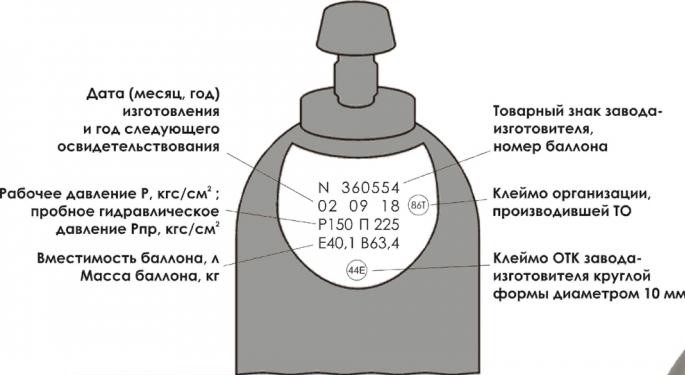 Дата (месяц, год)
изготовления
и год следующего
освидетельствования
Рабочее давление Р, кгс/см² ;
пробное гидравлическое
давление Рпр, кгс/см²
Вместимость баллона, л
Масса баллона, кг
N 360554
02 09 18 86Т
Р150 П 225
Е40,1 В63,4
44Е
Товарный знак завода-
изготовителя,
номер баллона
Клеймо организации,
производившей ТО
Клеймо ОТК завода-
изготовителя круглой
формы диаметром 10 мм